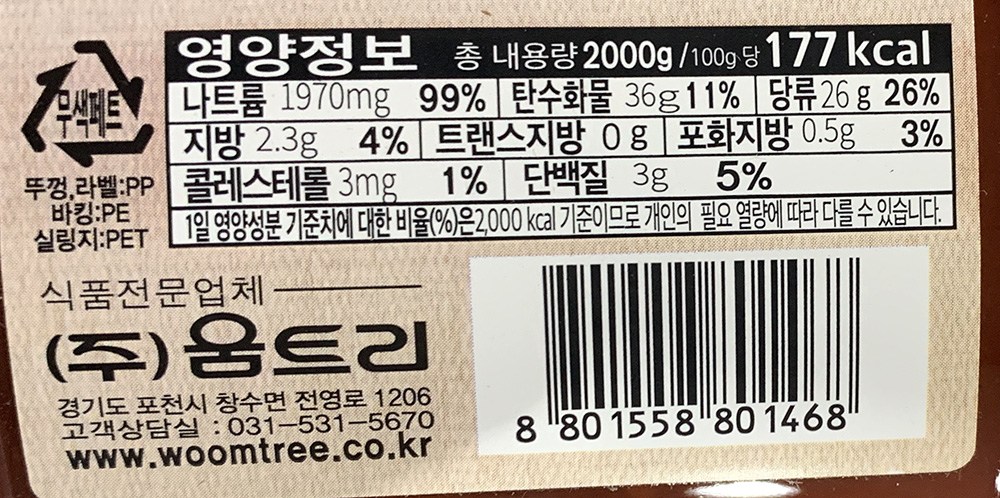 영양정보 총 내용량 2000g /100g당 177 kcal
나트륨 1970mg 99% 탄수화물 36g 11% 당류 26 g 26%
지방 2.3g 4% 트랜스지방 0 g 포화지방 0.5g 3%
콜레스테롤 3mg 1% 단백질 3g 5%
1일 영양성분 기준치에 대한 비율(%)은 2,000 kcal 기준이므로 개인의 필요 열량에 따라 다를 수 있습니다.
무색페트
뚜껑,라벨:PP
바킹:PE
실링지:PET
식품전문업체
(주)움트리
경기도 포천시 창수면 전영로 1206
고객상담실 : 031-531-5670
www.woomtree.co.kr
8 801558 801468